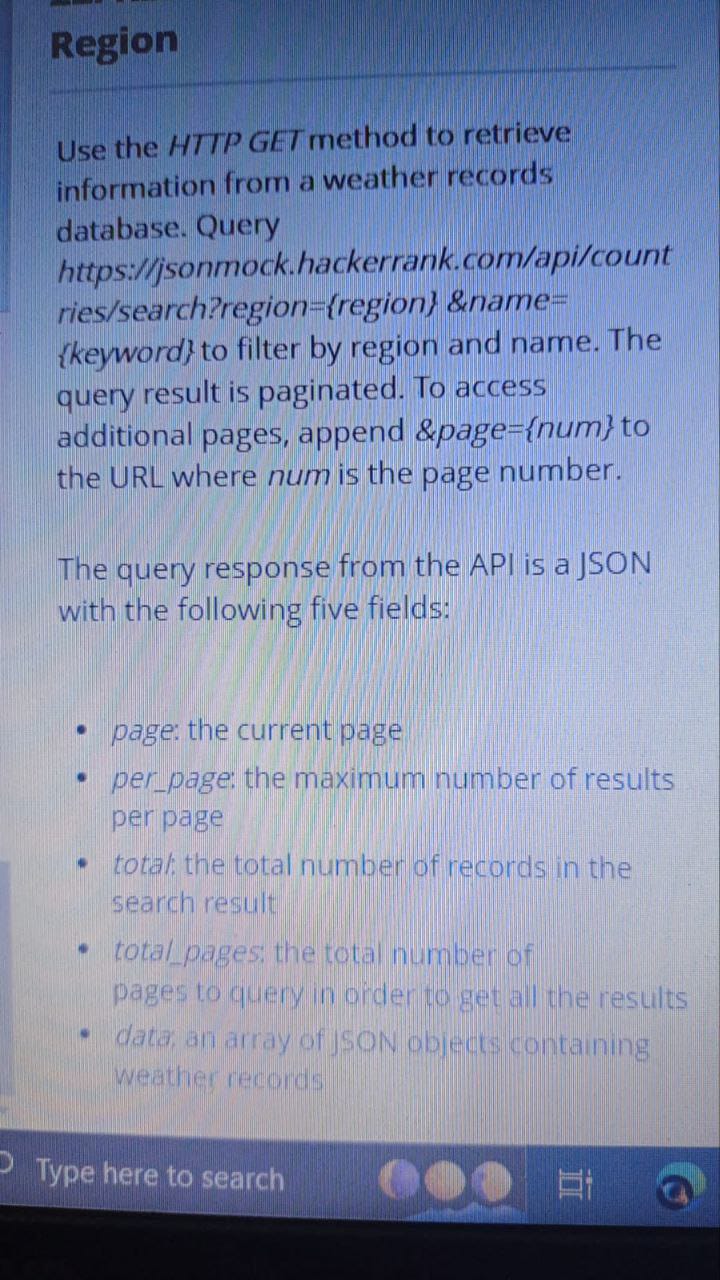 Region
Use the HTTP GET method to retrieve
information from a weather records
database. Query
https://jsonmock.hackerrank.com/api/count
ries/search?region={region} &name=
{keyword} to filter by region and name. The
query result is paginated. To access
additional pages, append &page={num} to
the URL where num is the page number.
The query response from the API is a JSON
with the following five fields:
• page: the current page
• per_page: the maximum number of results
per page
• total: the total number of records in the
search result
• total_pages: the total number of
pages to query in order to get all the results
• data: an array of JSON objects containing
weather records
Type here to search